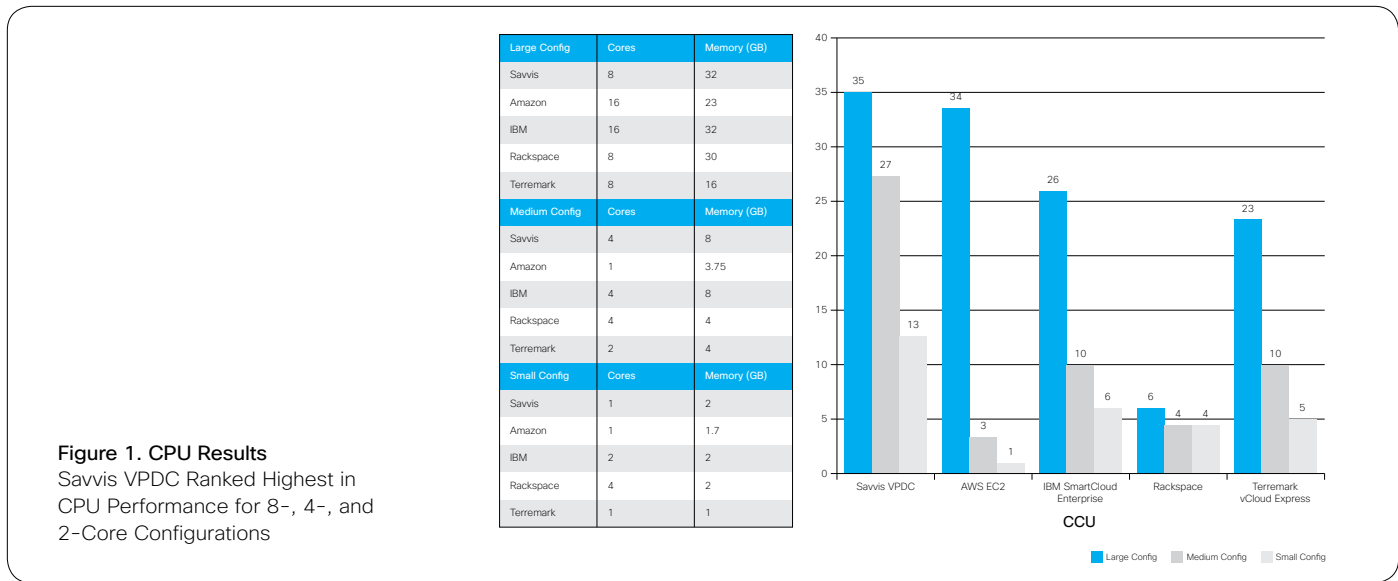 Figure 1. CPU Results
Savvis VPDC Ranked Highest in
CPU Performance for 8-, 4-, and
2-Core Configurations
Large Config Cores Memory (GB)
Savvis 8 32
Amazon 16 23
IBM 16 32
Rackspace 8 30
Terremark 8 16
Medium Config Cores Memory (GB)
Savvis 4 8
Amazon 1 3.75
IBM 4 8
Rackspace 4 4
Terremark 2 4
Small Config Cores Memory (GB)
Savvis 1 2
Amazon 1 1.7
IBM 2 2
Rackspace 4 2
Terremark 1 1
40
35
30
25
20
15
10
5
0
35
27
13
34
3
1
26
10
6
6
4
4
23
10
5
Savvis VPDC
AWS EC2
IBM SmartCloud
Enterprise
Rackspace
Terremark
vCloud Express
CCU
Large Config Medium Config Small Config